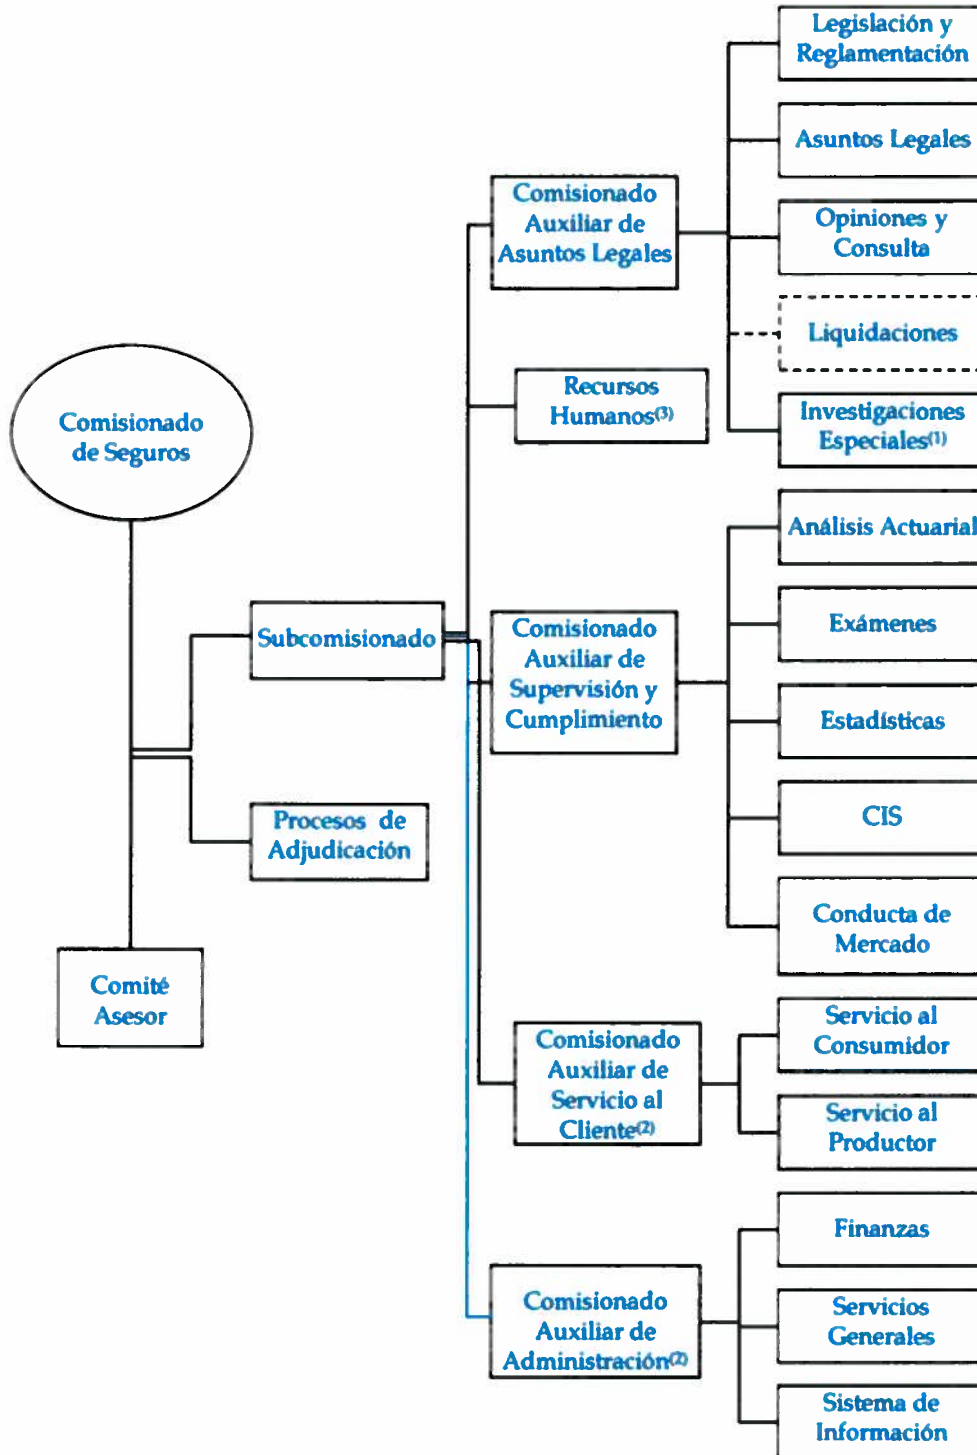 Comisionado
de Seguros
Comité
Asesor
Subcomisionado
Procesos de
Adjudicación
Comisionado
Auxiliar de
Asuntos Legales
Recursos
Humanos(3)
Comisionado
Auxiliar de
Supervisión y
Cumplimiento
Comisionado
Auxiliar de
Servicio al
Cliente(2)
Comisionado
Auxiliar de
Administración(2)
Legislación y
Reglamentación
Asuntos Legales
Opiniones y
Consulta
Liquidaciones
Investigaciones
Especiales(1)
Análisis Actuarial
Exámenes
Estadísticas
CIS
Conducta de
Mercado
Servicio al
Consumidor
Servicio al
Productor
Finanzas
Servicios
Generales
Sistema de
Información